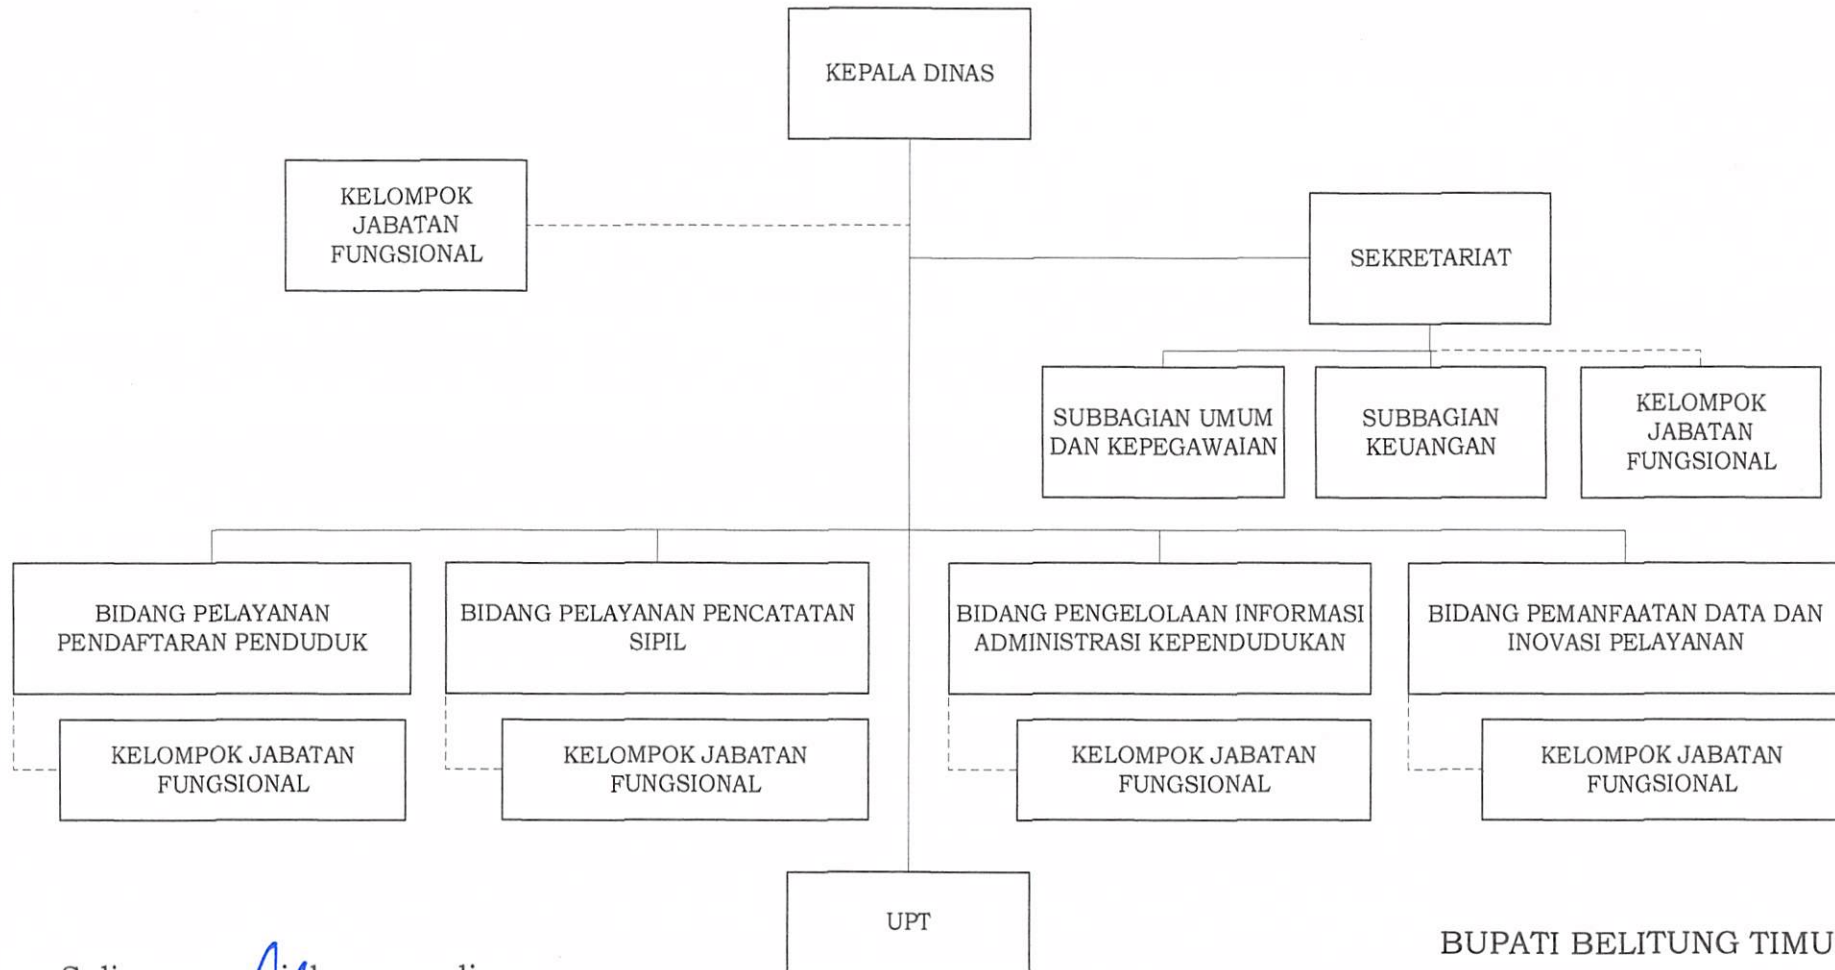 KEPALA DINAS
KELOMPOK
JABATAN
FUNGSIONAL
SEKRETARIAT
SUBBAGIAN UMUM
DAN KEPEGAWAIAN
SUBBAGIAN
KEUANGAN
KELOMPOK
JABATAN
FUNGSIONAL
BIDANG PELAYANAN
PENDAFTARAN PENDUDUK
BIDANG PELAYANAN PENCATATAN
SIPIL
BIDANG PENGELOLAAN INFORMASI
ADMINISTRASI KEPENDUDUKAN
BIDANG PEMANFAATAN DATA DAN
INOVASI PELAYANAN
KELOMPOK JABATAN
FUNGSIONAL
KELOMPOK JABATAN
FUNGSIONAL
KELOMPOK JABATAN
FUNGSIONAL
KELOMPOK JABATAN
FUNGSIONAL
UPT
BUPATI BELITUNG TIMU